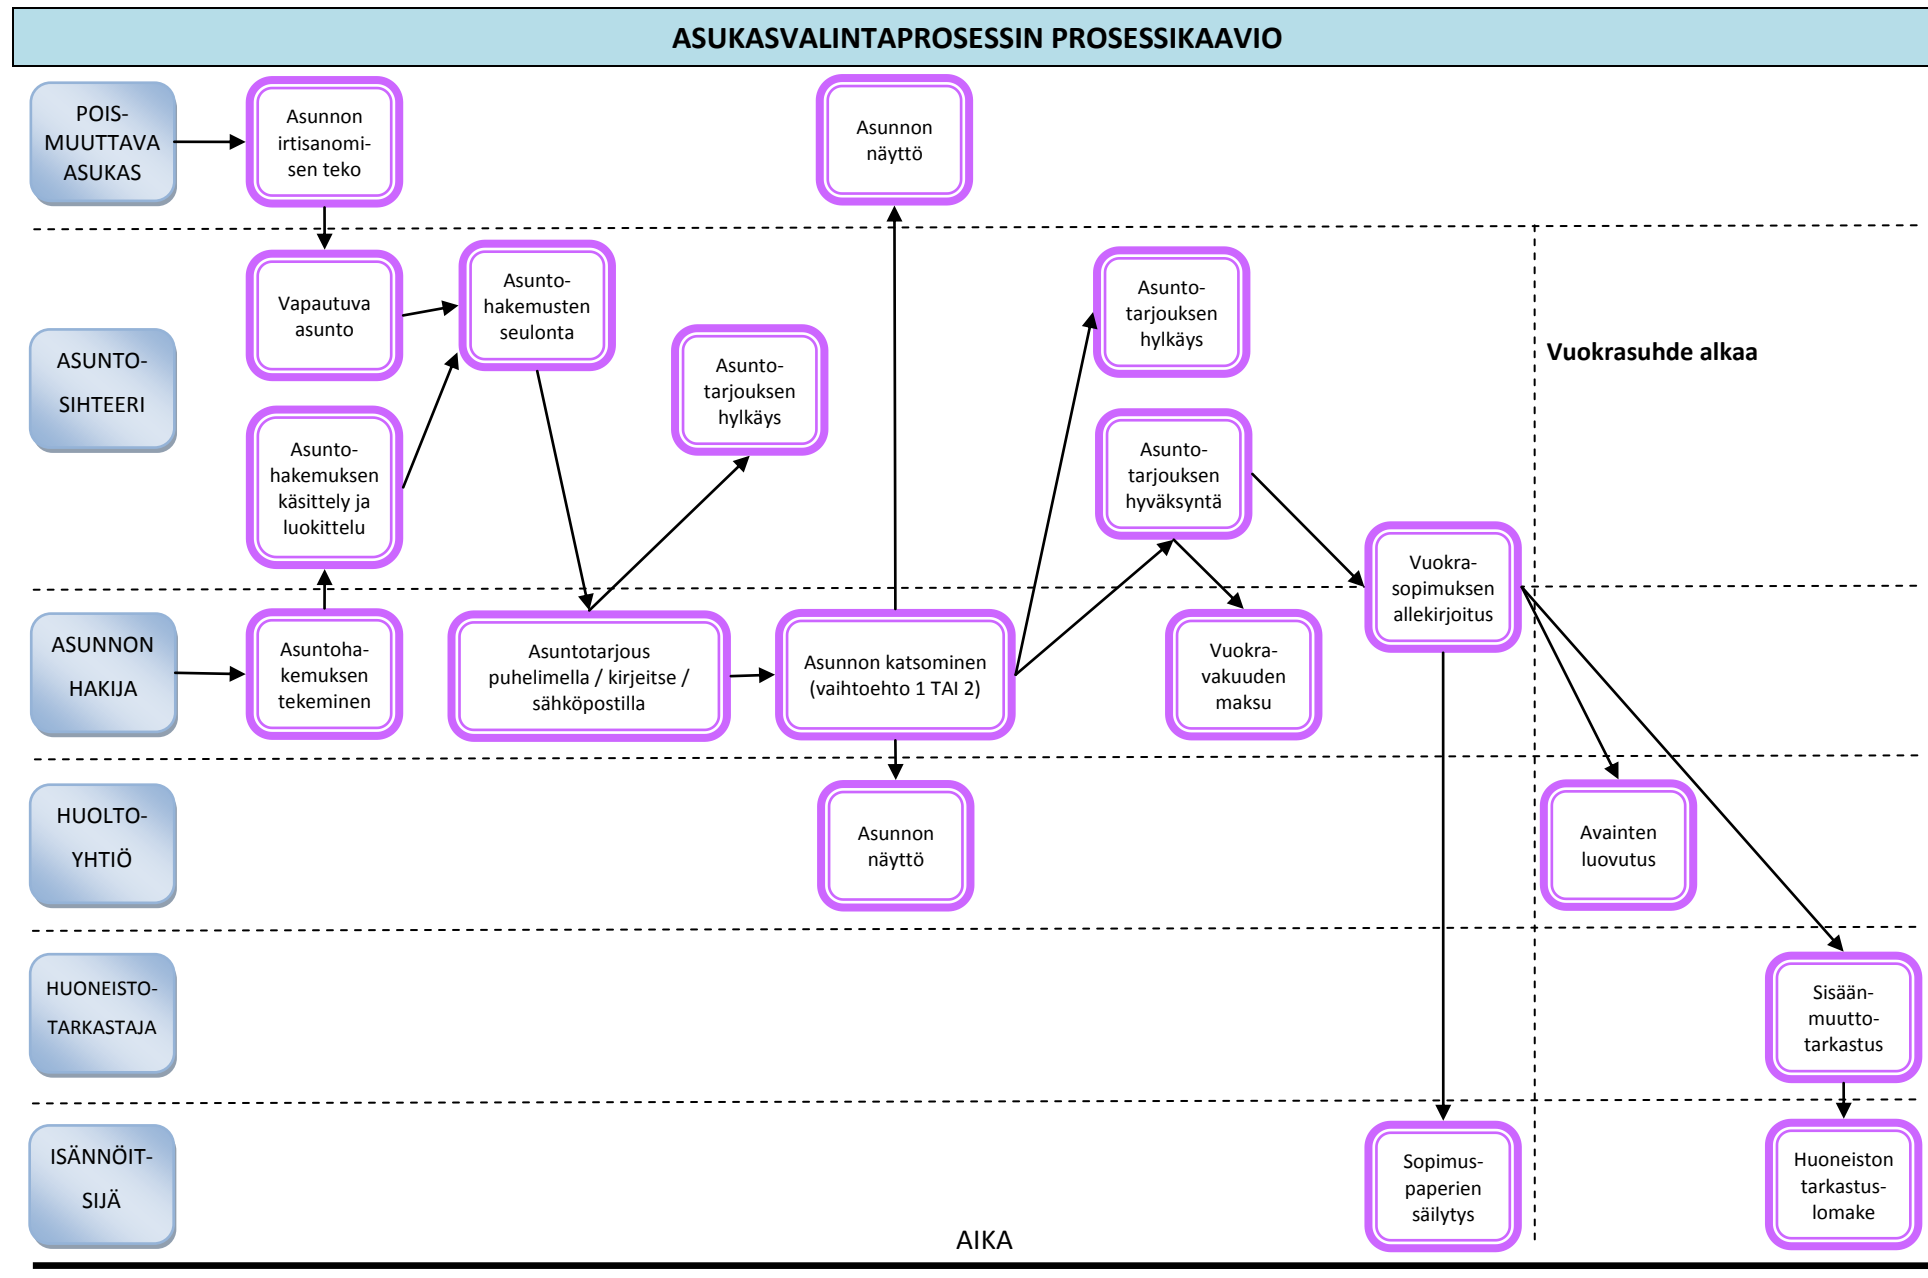 ASUKASVALINTAPROSESSIN PROSESSIKAAVIO
POIS-
MUUTTAVA
ASUKAS
Asunnon
irtisanomi-
sen teko
Asunnon
näyttö
ASUNTO-
SIHTEERI
Vapautuva
asunto
Asunto-
hakemusten
seulonta
Asunto-
hakemuksen
käsittely ja
luokittelu
Asunto-
tarjouksen
hylkäys
Asunto-
tarjouksen
hylkäys
Asunto-
tarjouksen
hyväksyntä
Vuokra-
sopimuksen
allekirjoitus
Vuokrasuhde alkaa
ASUNNON
HAKIJA
Asuntoha-
kemuksen
tekeminen
Asuntotarjous
puhelimella / kirjeitse /
sähköpostilla
Asunnon katsominen
(vaihtoehto 1 TAI 2)
Vuokra-
vakuuden
maksu
HUOLTO-
YHTIÖ
Asunnon
näyttö
Avainten
luovutus
HUONEISTO-
TARKASTAJA
Sisään-
muutto-
tarkastus
ISÄNNÖIT-
SIJÄ
Sopimus-
paperien
säilytys
Huoneiston
tarkastus-
lomake
AIKA